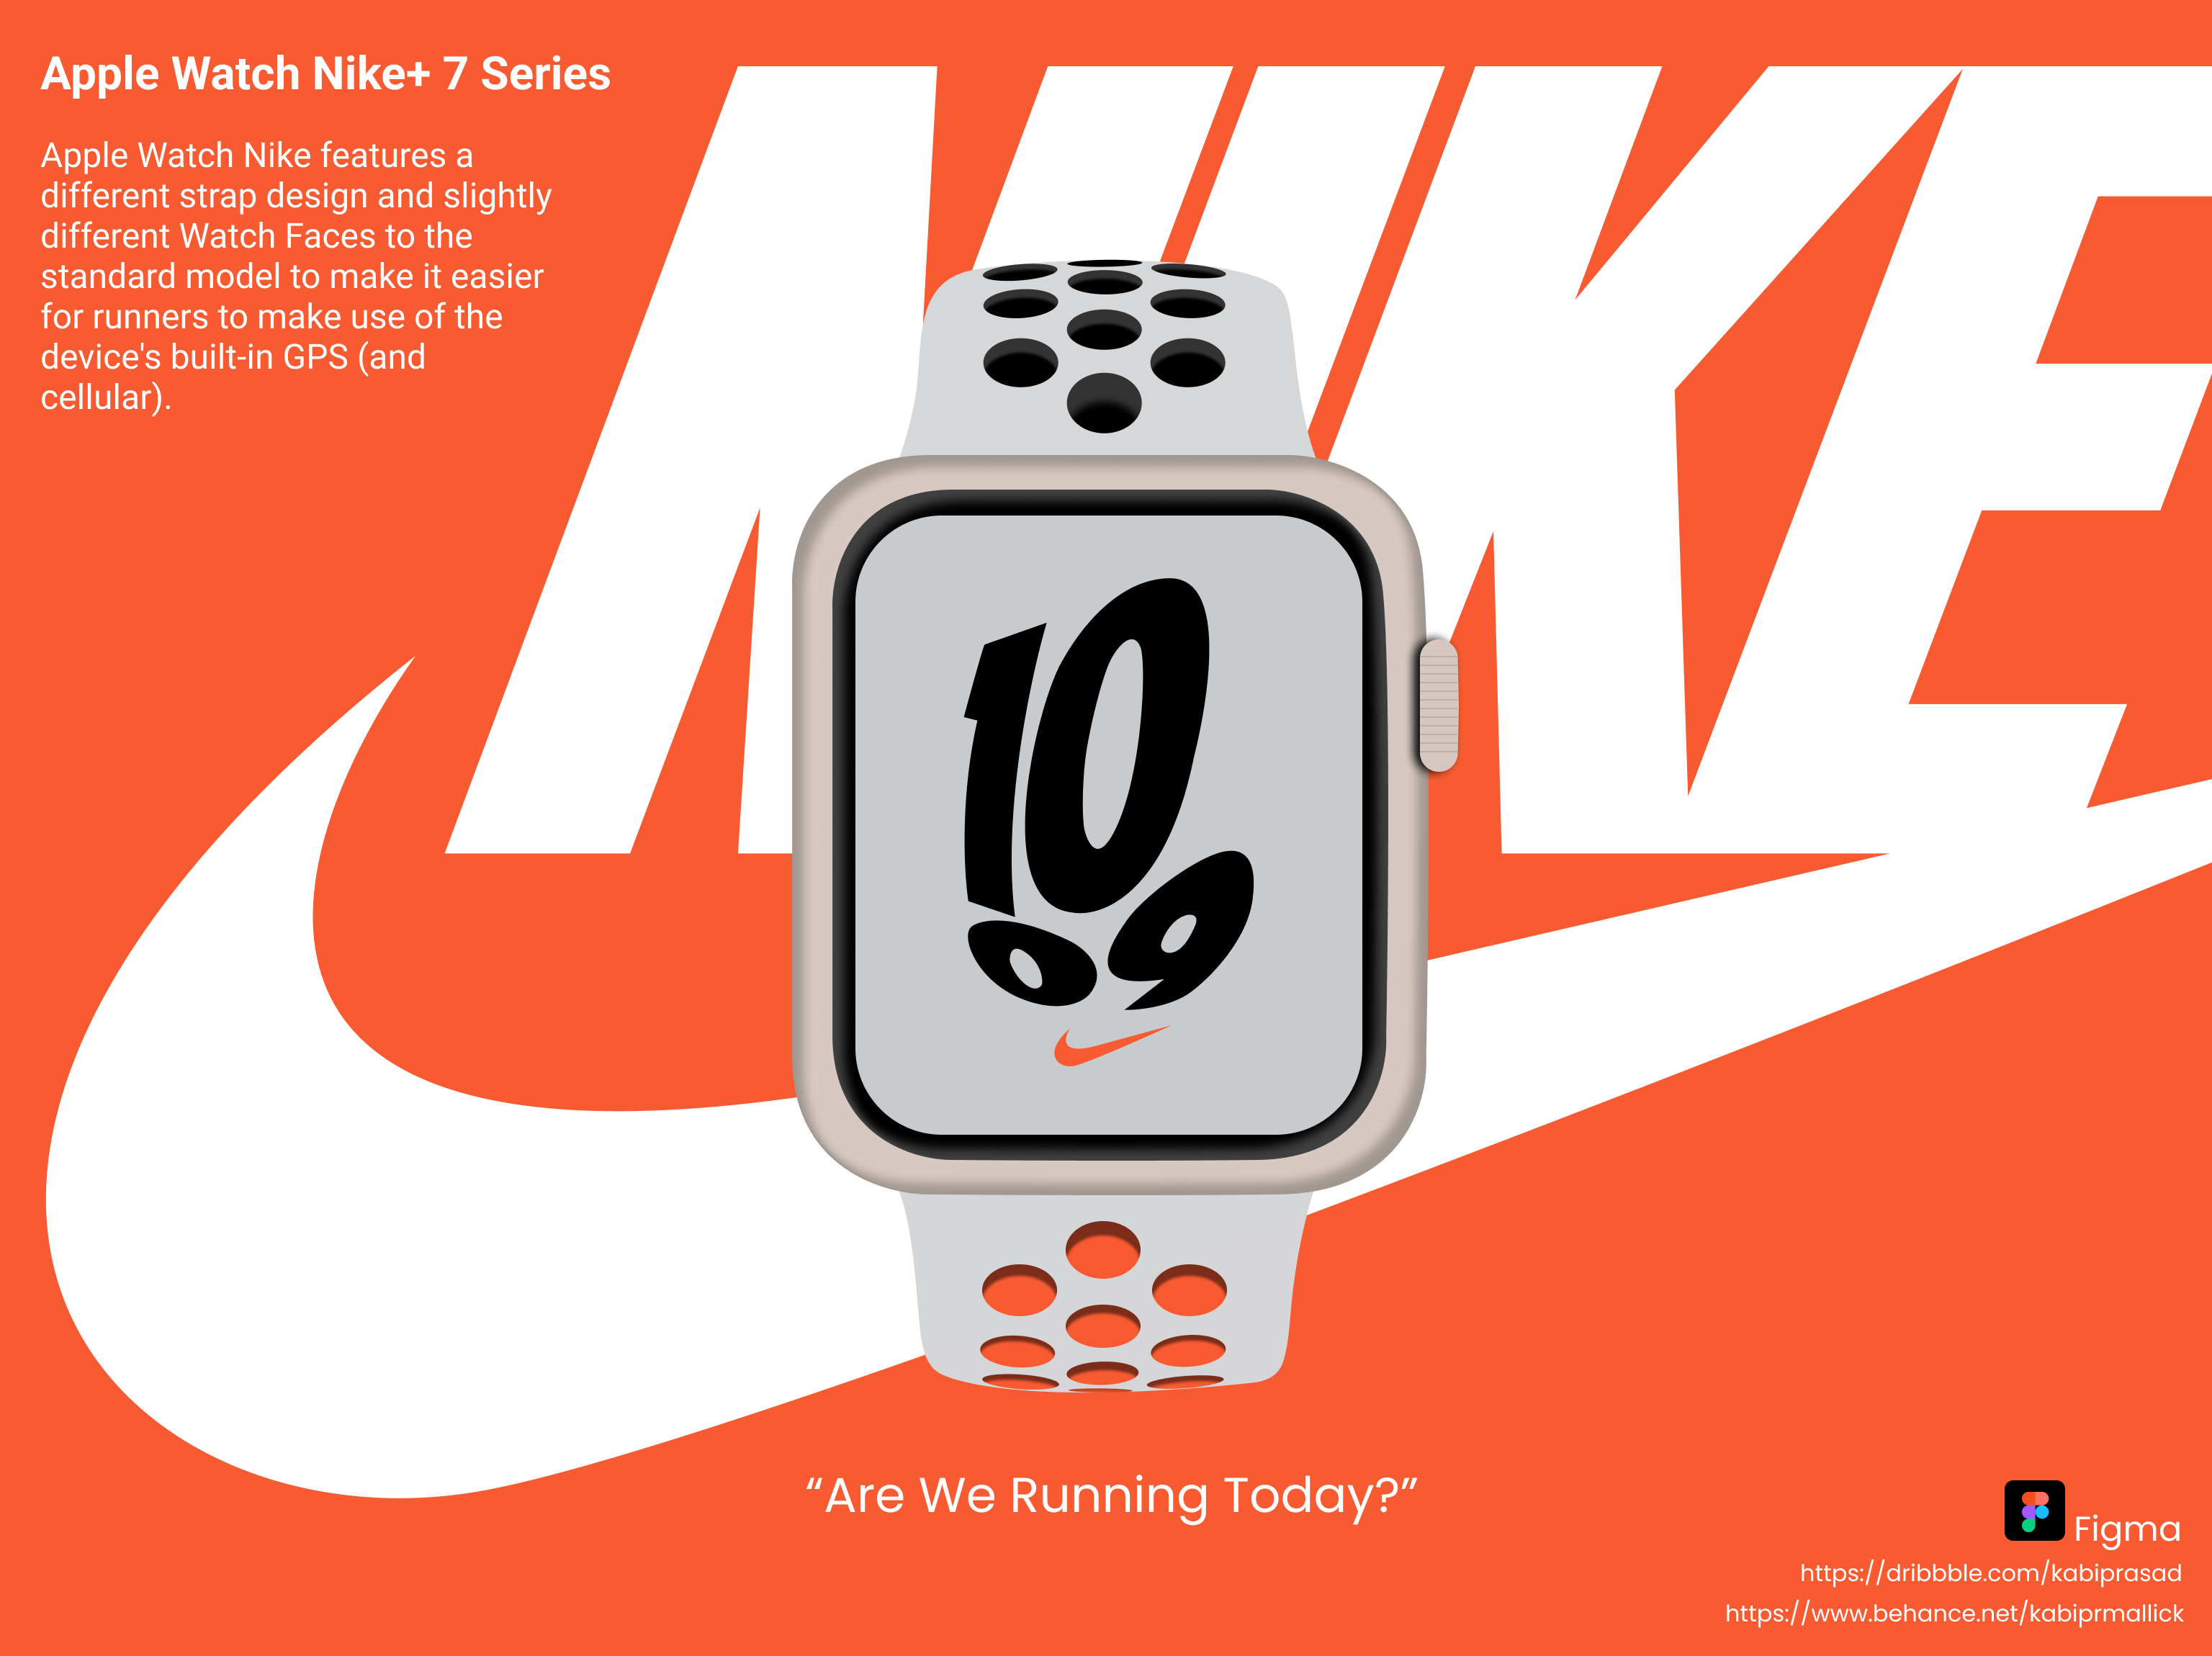 Apple Watch Nike+ 7 Series
Apple Watch Nike features a
different strap design and slightly
different Watch Faces to the
standard model to make it easier
for runners to make use of the
device's built-in GPS (and
cellular).
NIKE
10
09
“Are We Running Today?”
Figma
https://dribbble.com/kabiprasad
https://www.behance.net/kabiprmallick